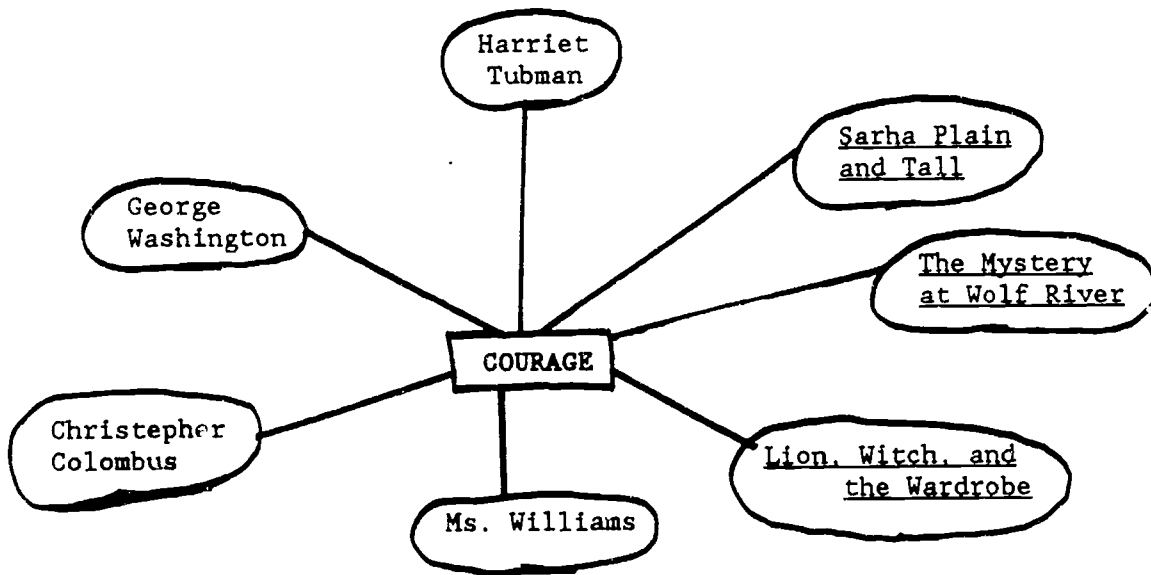 Harriet
Tubman
Sarha Plain
and Tall
George
Washington
The Mystery
at Wolf River
COURAGE
Christepher
Colombus
Lion, Witch, and
the Wardrobe
Ms. Williams